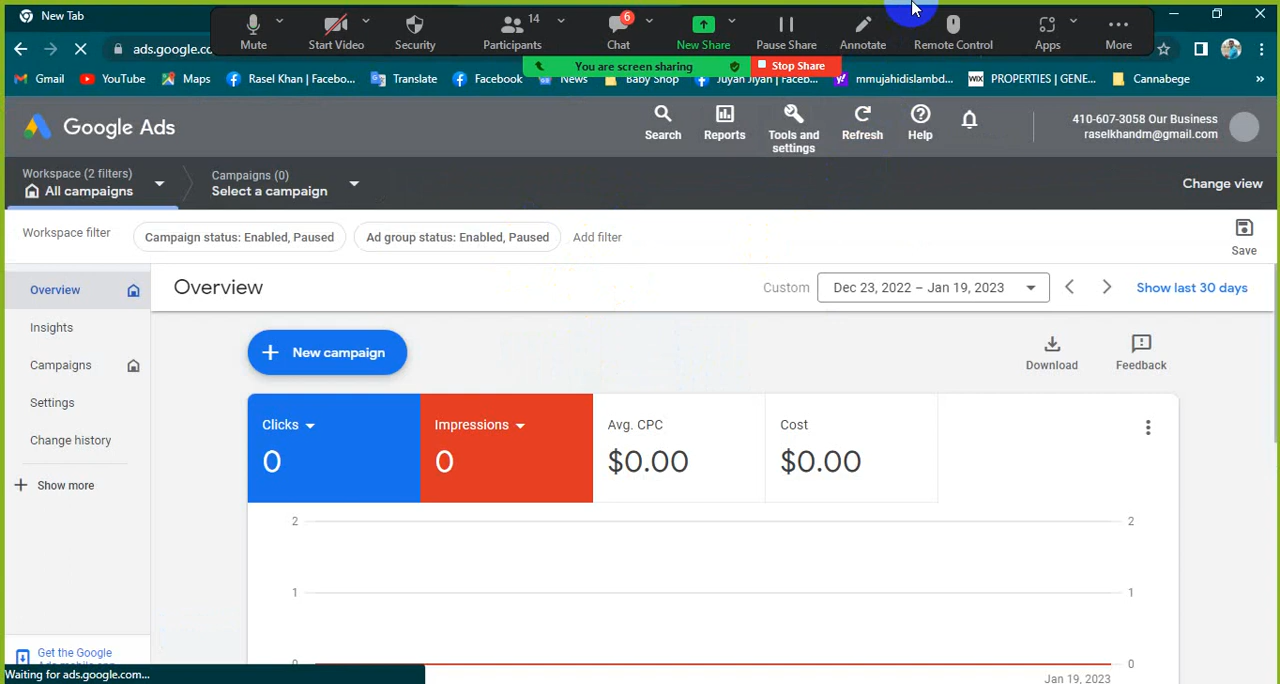 New Tab
Mute
Start Video
Security
14
Participants
6
Chat
New Share
Pause Share
Annotate
Remote Control
Apps
More
You are screen sharing
Stop Share
ads.google.co
Gmail
YouTube
Maps
Rasel Khan | Facebo...
Translate
Facebook
News
Baby Shop
Juyan Jiyan | Faceb...
mmujahidislambd...
PROPERTIES | GENE...
Cannabege
Google Ads
Search
Reports
Tools and settings
Refresh
Help
410-607-3058 Our Business
raselkhandm@gmail.com
Workspace (2 filters)
All campaigns
Campaigns (0)
Select a campaign
Change view
Workspace filter
Campaign status: Enabled, Paused
Ad group status: Enabled, Paused
Add filter
Save
Overview
Insights
Campaigns
Settings
Change history
Show more
Get the Google
Overview
Custom
Dec 23, 2022 – Jan 19, 2023
Show last 30 days
New campaign
Download
Feedback
Clicks
0
Impressions
0
Avg. CPC
$0.00
Cost
$0.00
2
2
1
1
0
0
Jan 19, 2023
Waiting for ads.google.com...